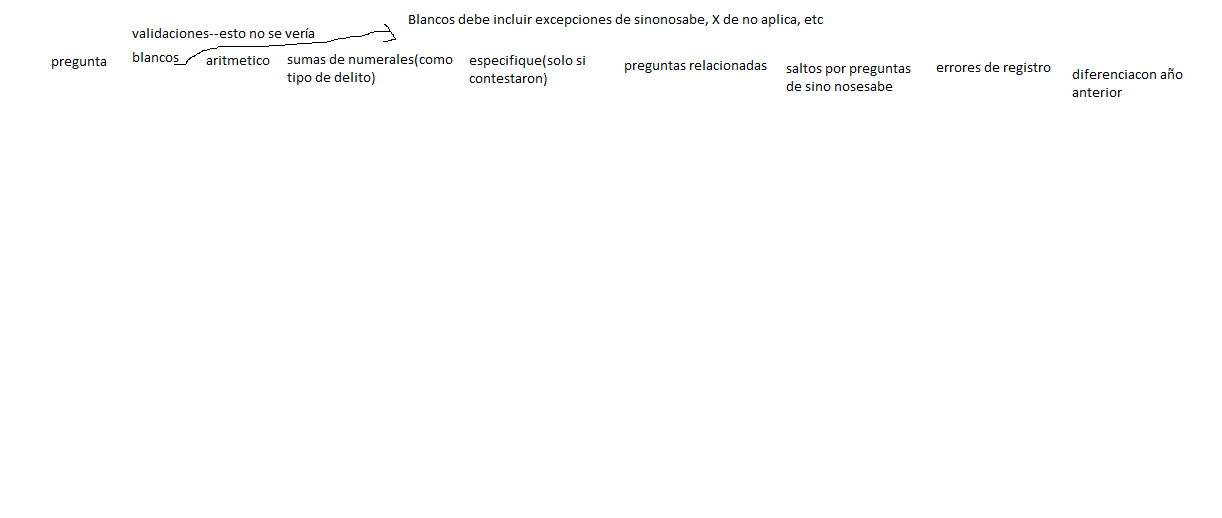 Blancos debe incluir excepciones de sinonosabe, X de no aplica, etc
validaciones--esto no se vería
pregunta
blancos
aritmetico
sumas de numerales(como
tipo de delito)
especifique(solo si
contestaron)
preguntas relacionadas
saltos por preguntas
de sino nosesabe
errores de registro
diferenciacon año
anterior